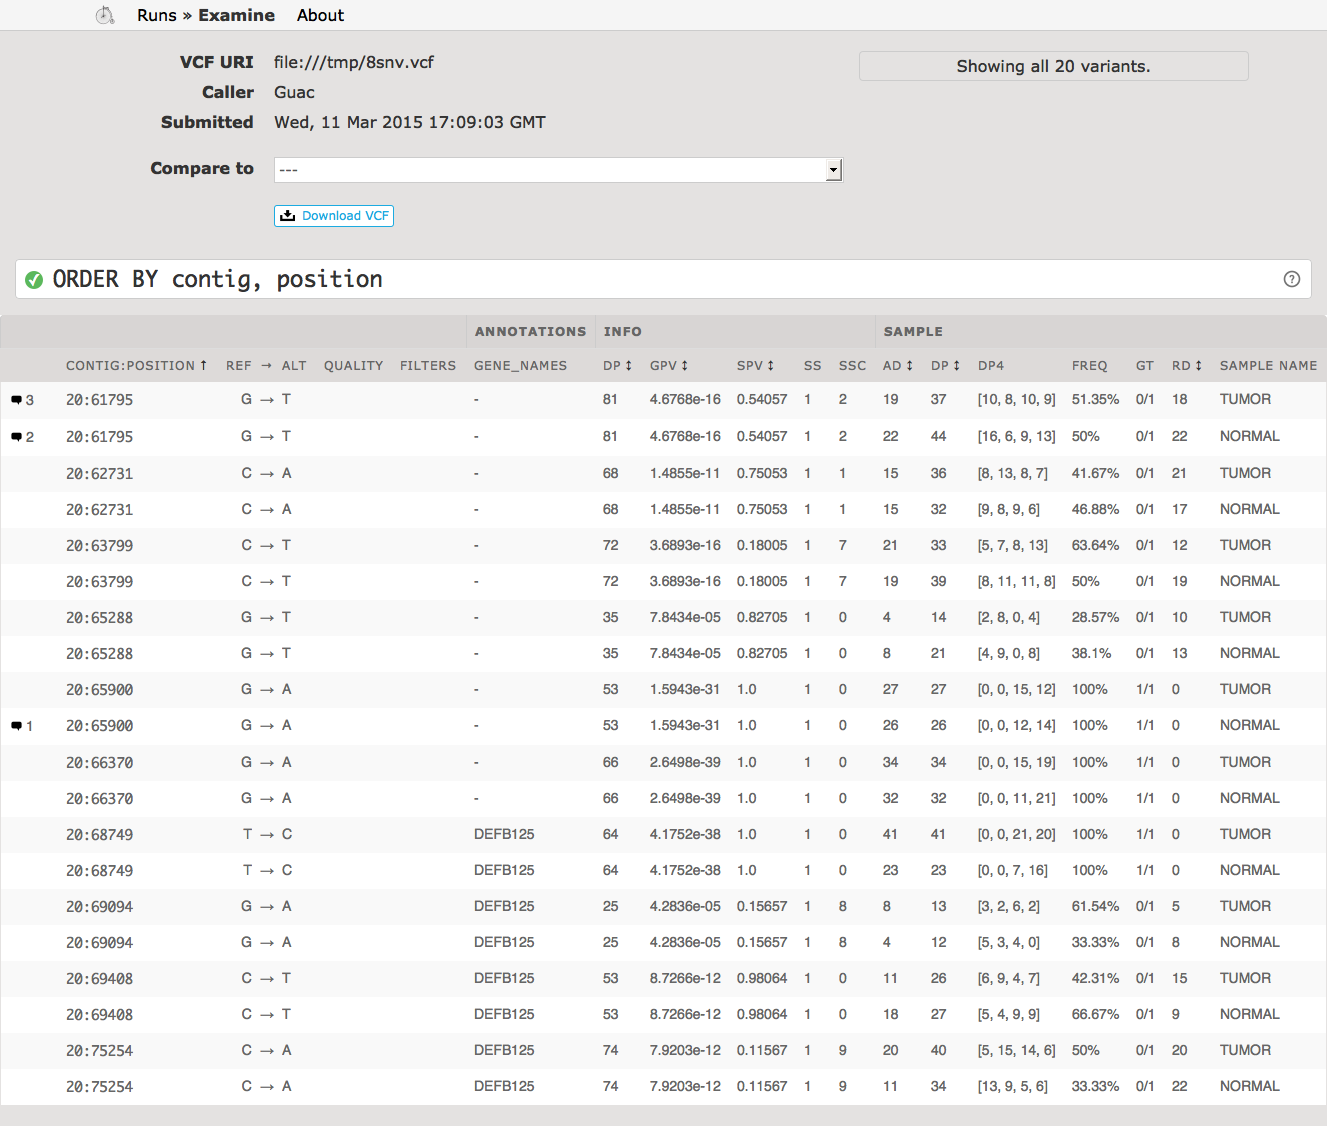 Runs » Examine About
VCF URI file:///tmp/8snv.vcf
Showing all 20 variants.
Caller Guac
Submitted Wed, 11 Mar 2015 17:09:03 GMT
Compare to ---
Download VCF
ORDER BY contig, position ?
ANNOTATIONS INFO SAMPLE
CONTIG:POSITION ↑ REF → ALT QUALITY FILTERS GENE_NAMES DP ↕ GPV ↕ SPV ↕ SS SSC AD ↕ DP ↕ DP4 FREQ GT RD ↕ SAMPLE NAME
3 20:61795 G → T - 81 4.6768e-16 0.54057 1 2 19 37 [10, 8, 10, 9] 51.35% 0/1 18 TUMOR
2 20:61795 G → T - 81 4.6768e-16 0.54057 1 2 22 44 [16, 6, 9, 13] 50% 0/1 22 NORMAL
20:62731 C → A - 68 1.4855e-11 0.75053 1 1 15 36 [8, 13, 8, 7] 41.67% 0/1 21 TUMOR
20:62731 C → A - 68 1.4855e-11 0.75053 1 1 15 32 [9, 8, 9, 6] 46.88% 0/1 17 NORMAL
20:63799 C → T - 72 3.6893e-16 0.18005 1 7 21 33 [5, 7, 8, 13] 63.64% 0/1 12 TUMOR
20:63799 C → T - 72 3.6893e-16 0.18005 1 7 19 39 [8, 11, 11, 8] 50% 0/1 19 NORMAL
20:65288 G → T - 35 7.8434e-05 0.82705 1 0 4 14 [2, 8, 0, 4] 28.57% 0/1 10 TUMOR
20:65288 G → T - 35 7.8434e-05 0.82705 1 0 8 21 [4, 9, 0, 8] 38.1% 0/1 13 NORMAL
20:65900 G → A - 53 1.5943e-31 1.0 1 0 27 27 [0, 0, 15, 12] 100% 1/1 0 TUMOR
1 20:65900 G → A - 53 1.5943e-31 1.0 1 0 26 26 [0, 0, 12, 14] 100% 1/1 0 NORMAL
20:66370 G → A - 66 2.6498e-39 1.0 1 0 34 34 [0, 0, 15, 19] 100% 1/1 0 TUMOR
20:66370 G → A - 66 2.6498e-39 1.0 1 0 32 32 [0, 0, 11, 21] 100% 1/1 0 NORMAL
20:68749 T → C DEFB125 64 4.1752e-38 1.0 1 0 41 41 [0, 0, 21, 20] 100% 1/1 0 TUMOR
20:68749 T → C DEFB125 64 4.1752e-38 1.0 1 0 23 23 [0, 0, 7, 16] 100% 1/1 0 NORMAL
20:69094 G → A DEFB125 25 4.2836e-05 0.15657 1 8 8 13 [3, 2, 6, 2] 61.54% 0/1 5 TUMOR
20:69094 G → A DEFB125 25 4.2836e-05 0.15657 1 8 4 12 [5, 3, 4, 0] 33.33% 0/1 8 NORMAL
20:69408 C → T DEFB125 53 8.7266e-12 0.98064 1 0 11 26 [6, 9, 4, 7] 42.31% 0/1 15 TUMOR
20:69408 C → T DEFB125 53 8.7266e-12 0.98064 1 0 18 27 [5, 4, 9, 9] 66.67% 0/1 9 NORMAL
20:75254 C → A DEFB125 74 7.9203e-12 0.11567 1 9 20 40 [5, 15, 14, 6] 50% 0/1 20 TUMOR
20:75254 C → A DEFB125 74 7.9203e-12 0.11567 1 9 11 34 [13, 9, 5, 6] 33.33% 0/1 22 NORMAL